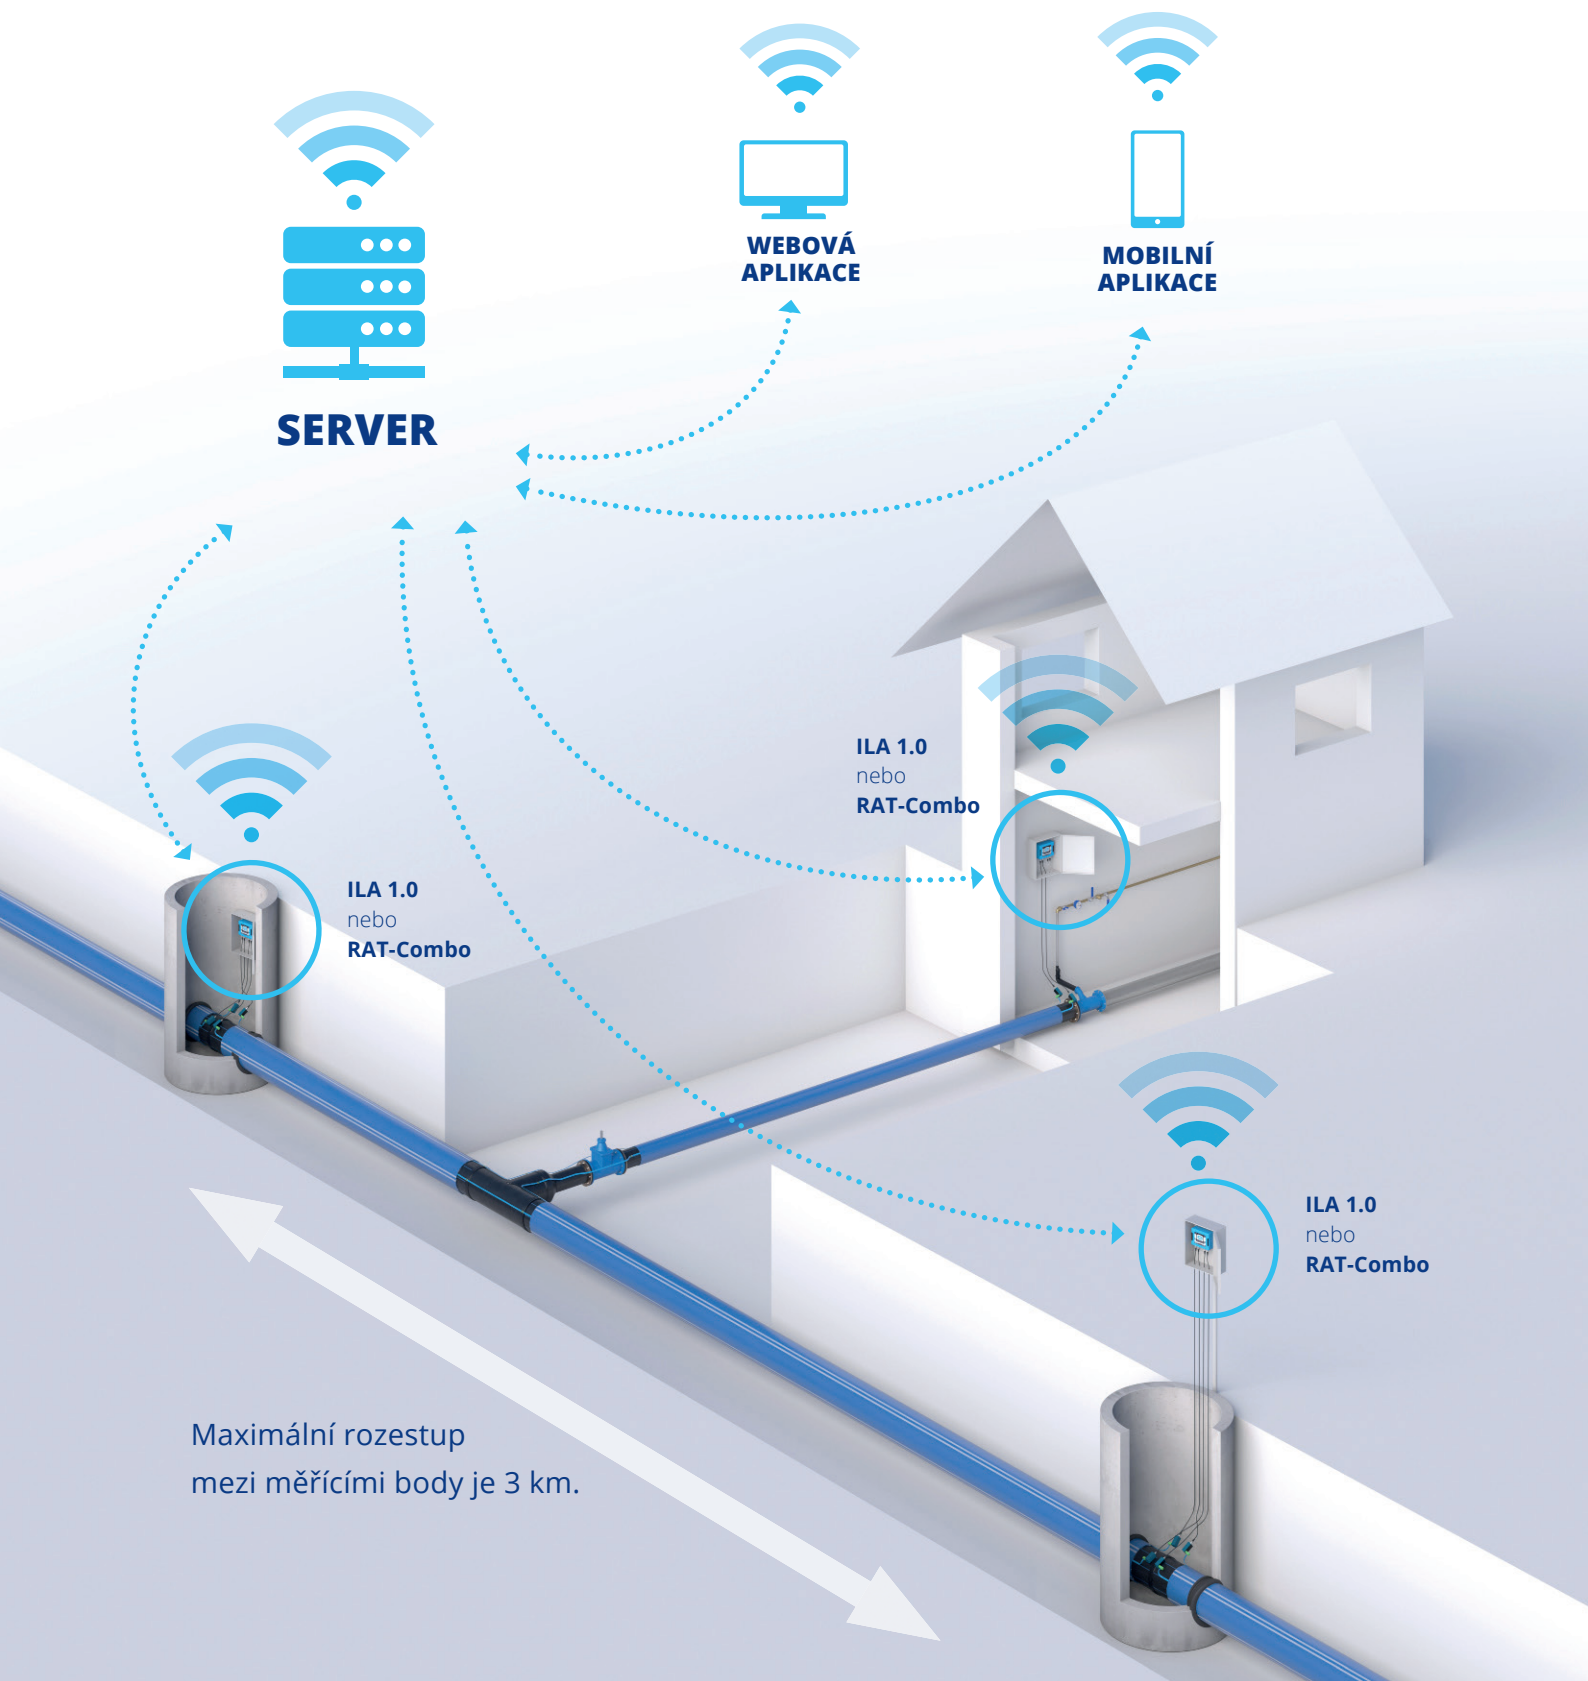 WEBOVÁ
APLIKACE
MOBILNÍ
APLIKACE
SERVER
ILA 1.0
nebo
RAT-Combo
ILA 1.0
nebo
RAT-Combo
ILA 1.0
nebo
RAT-Combo
Maximální rozestup
mezi měřícími body je 3 km.